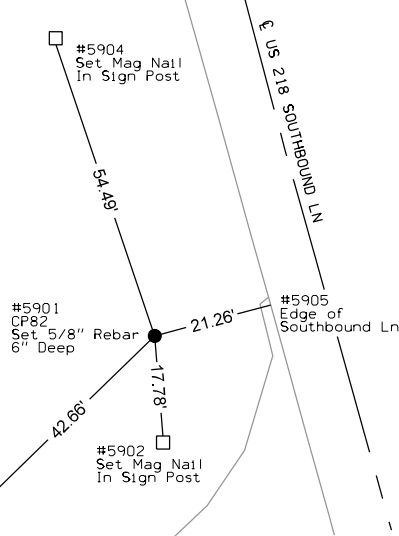 ℄ US 218 SOUTHBOUND LN
#5904
Set Mag Nail
In Sign Post
54.49'
#5905
Edge of
Southbound Ln
#5901
CP82
Set 5/8" Rebar
6" Deep
21.26'
17.78'
42.66'
#5902
Set Mag Nail
In Sign Post